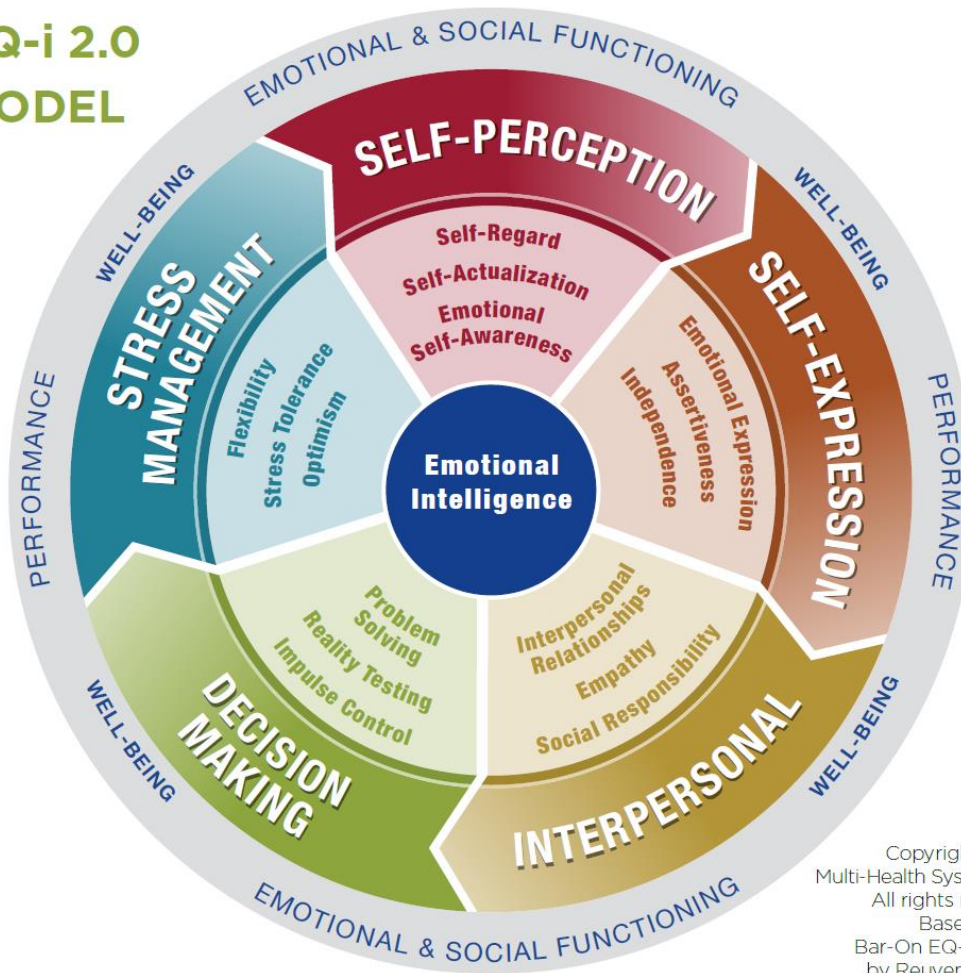 Q-i 2.0
ODEL
EMOTIONAL & SOCIAL FUNCTIONING
WELL-BEING
WELL-BEING
PERFORMANCE
PERFORMANCE
WELL-BEING
WELL-BEING
EMOTIONAL & SOCIAL FUNCTIONING
SELF-PERCEPTION
Self-Regard
Self-Actualization
Emotional
Self-Awareness
SELF-EXPRESSION
Emotional Expression
Assertiveness
Independence
INTERPERSONAL
Interpersonal
Relationships
Empathy
Social Responsibility
DECISION
MAKING
Problem
Solving
Reality Testing
Impulse Control
STRESS
MANAGEMENT
Flexibility
Stress Tolerance
Optimism
Emotional
Intelligence
Copyrig
Multi-Health Sys
All rights
Base
Bar-On EQ-
by Reuven